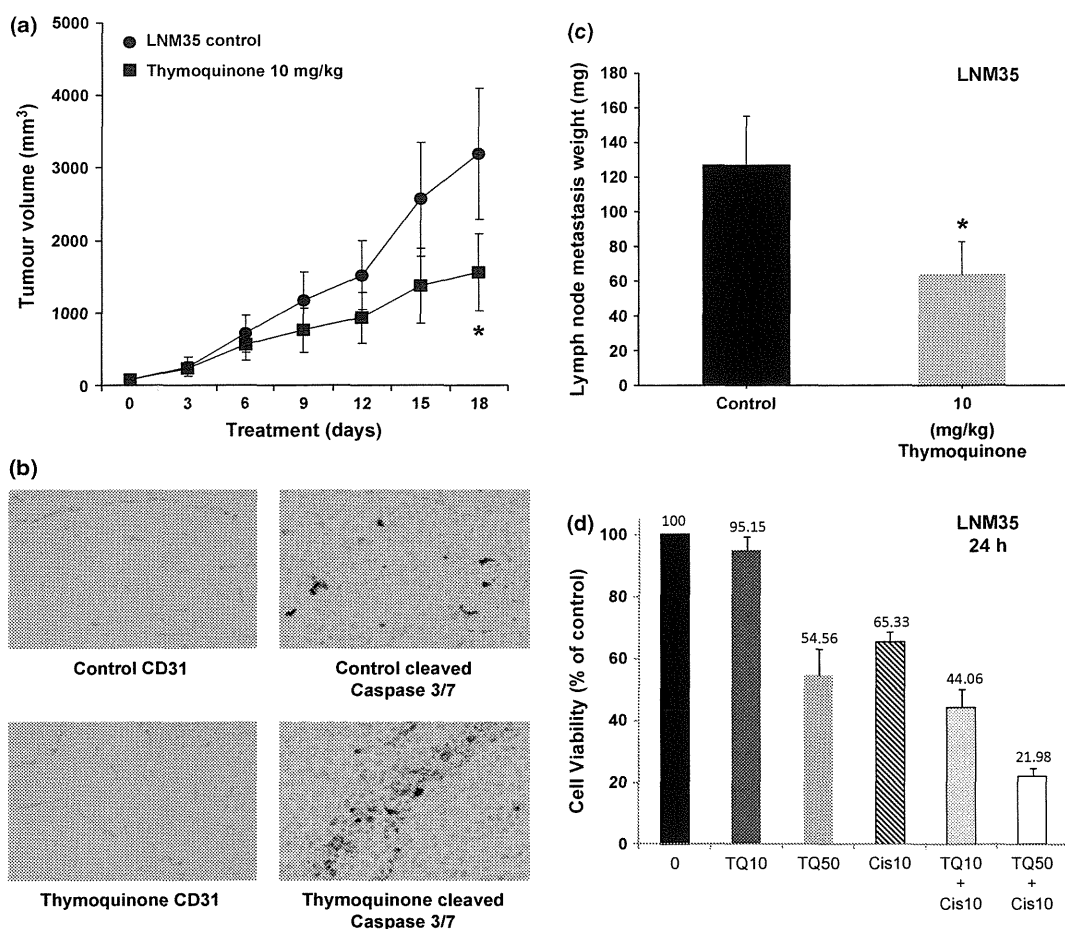 (a)
5000
4000
3000
2000
1000
0
Tumour volume (mm³)
LNM35 control
Thymoquinone 10 mg/kg
*
0 3 6 9 12 15 18
Treatment (days)
(b)
Control CD31
Control cleaved
Caspase 3/7
Thymoquinone CD31
Thymoquinone cleaved
Caspase 3/7
(c)
LNM35
180
160
140
120
100
80
60
40
20
0
Lymph node metastasis weight (mg)
*
Control
10
(mg/kg)
Thymoquinone
(d)
LNM35
24 h
100
80
60
40
20
0
Cell Viability (% of control)
100
95.15
54.56
65.33
44.06
21.98
0
TQ10
TQ50
Cis10
TQ10
+
Cis10
TQ50
+
Cis10